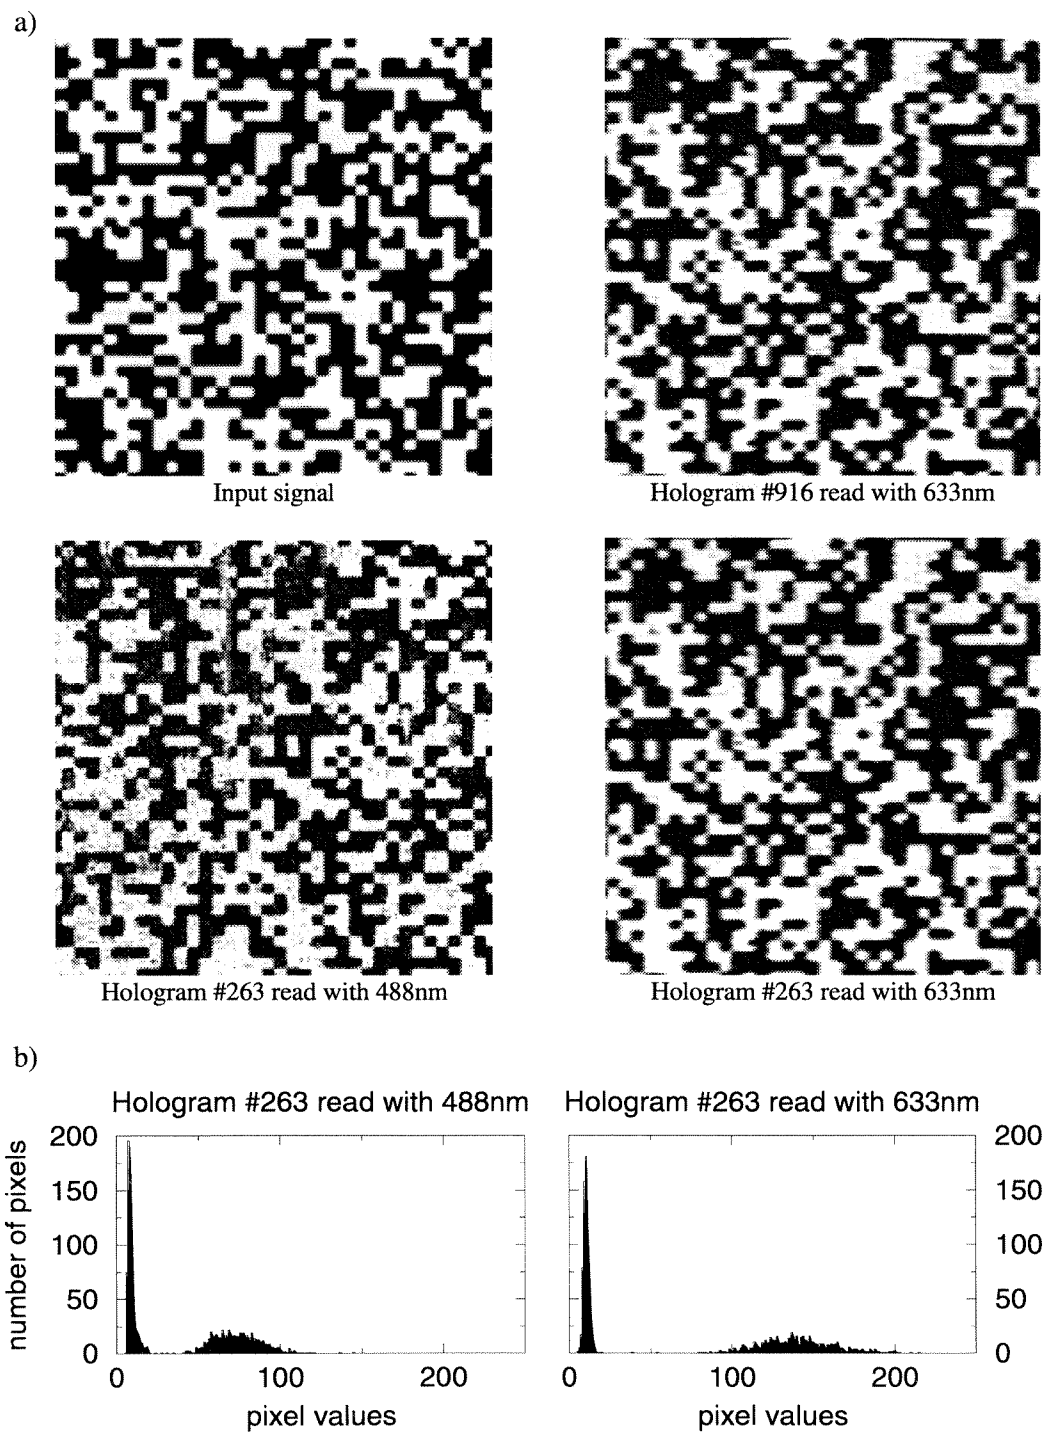 a)
Input signal
Hologram #916 read with 633nm
Hologram #263 read with 488nm
Hologram #263 read with 633nm
b)
Hologram #263 read with 488nm
Hologram #263 read with 633nm
number of pixels
200
150
100
50
0
0 100 200
pixel values
200
150
100
50
0
0 100 200
pixel values